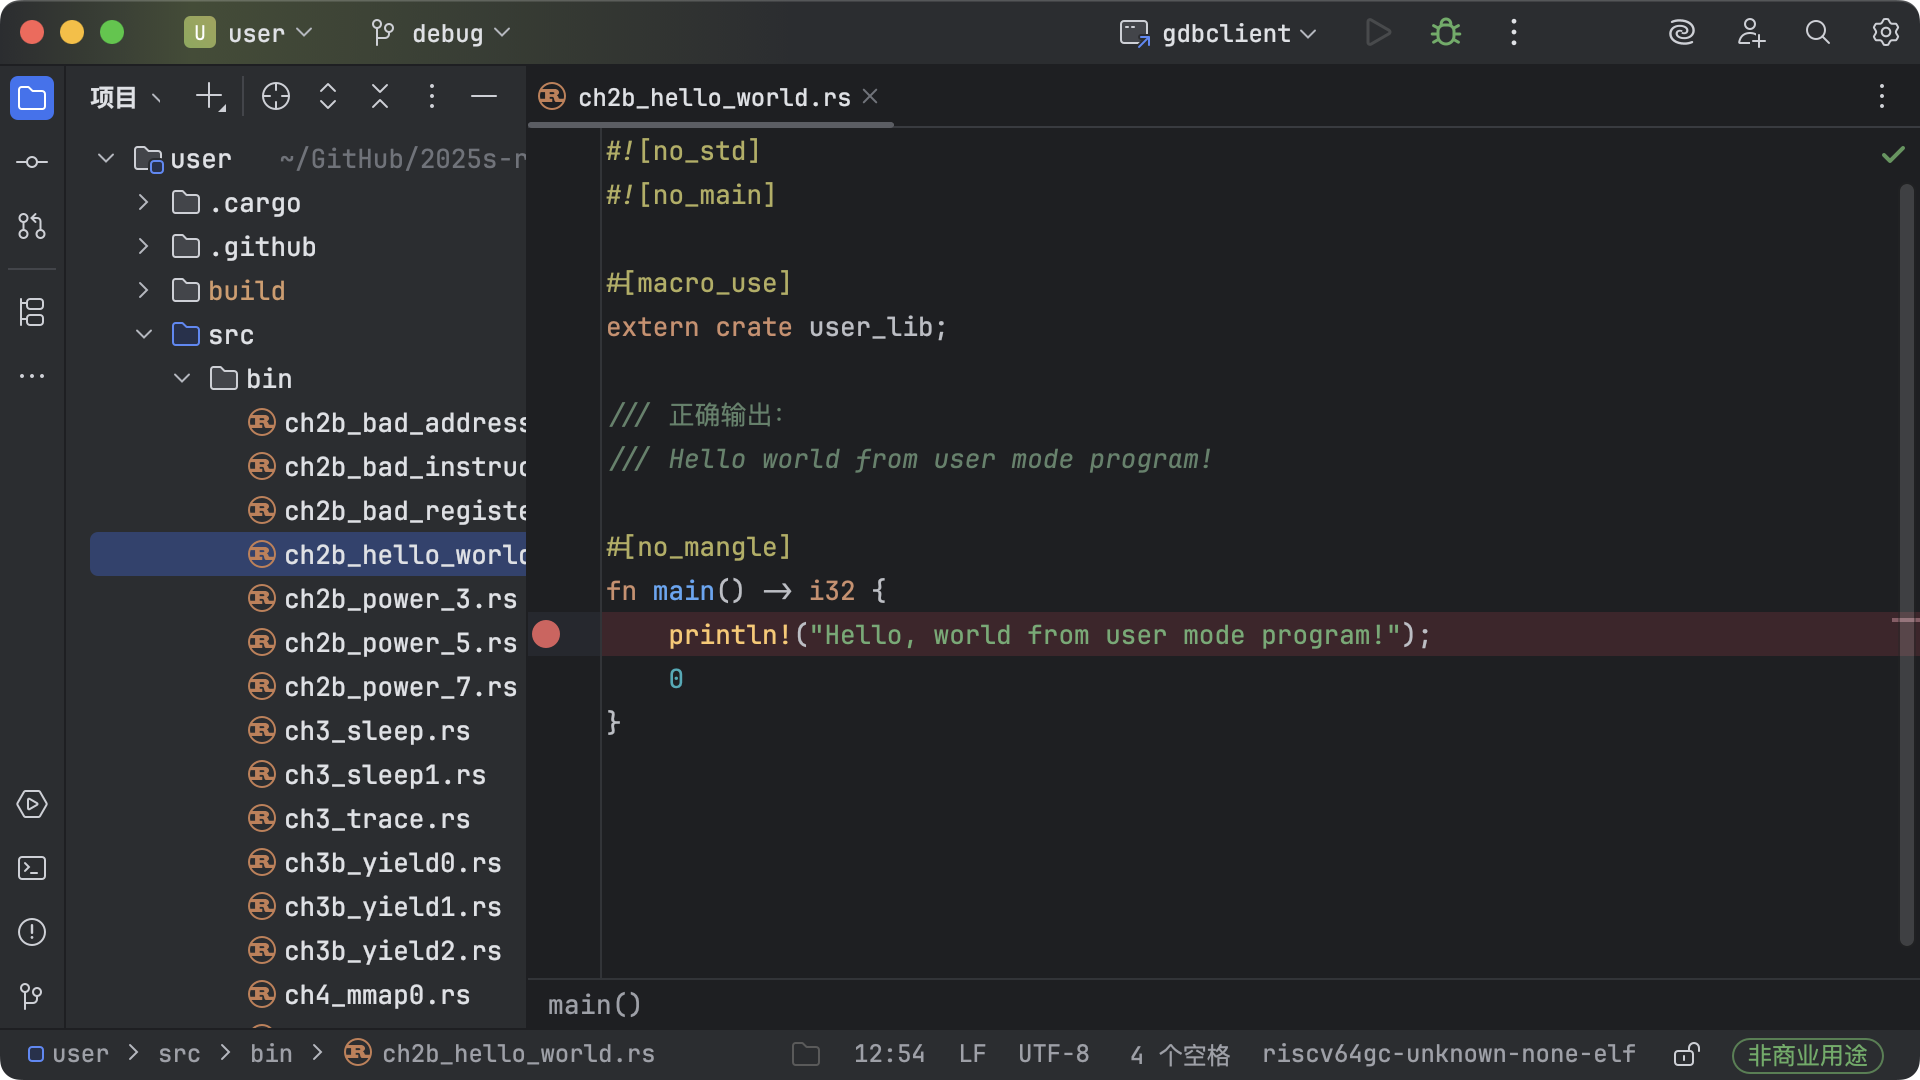 U user debug gdbclient
项目
ch2b_hello_world.rs
user ~/GitHub/2025s-r
.cargo
.github
build
src
bin
ch2b_bad_address
ch2b_bad_instruc
ch2b_bad_registe
ch2b_hello_world
ch2b_power_3.rs
ch2b_power_5.rs
ch2b_power_7.rs
ch3_sleep.rs
ch3_sleep1.rs
ch3_trace.rs
ch3b_yield0.rs
ch3b_yield1.rs
ch3b_yield2.rs
ch4_mmap0.rs
#![no_std]
#![no_main]
#[macro_use]
extern crate user_lib;
/// 正确输出：
/// Hello world from user mode program!
#[no_mangle]
fn main() -> i32 {
println!("Hello, world from user mode program!");
0
}
main()
user > src > bin > ch2b_hello_world.rs 12:54 LF UTF-8 4 个空格 riscv64gc-unknown-none-elf 非商业用途